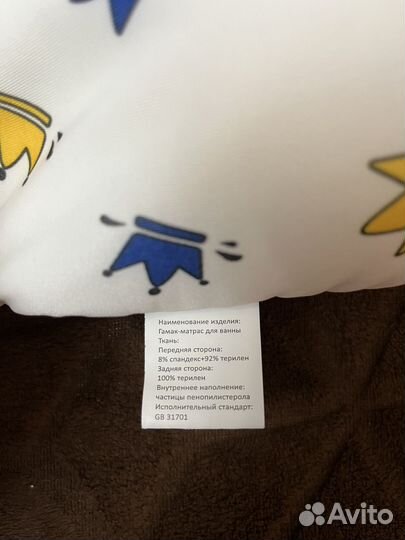 Наименование изделия:
Гамак-матрас для ванны
Ткань:
Передняя сторона:
8% спандекс+92% терилен
Задняя сторона:
100% терилен
Внутреннее наполнение:
частицы пенополистерола
Исполнительный стандарт:
GB 31701
Avito